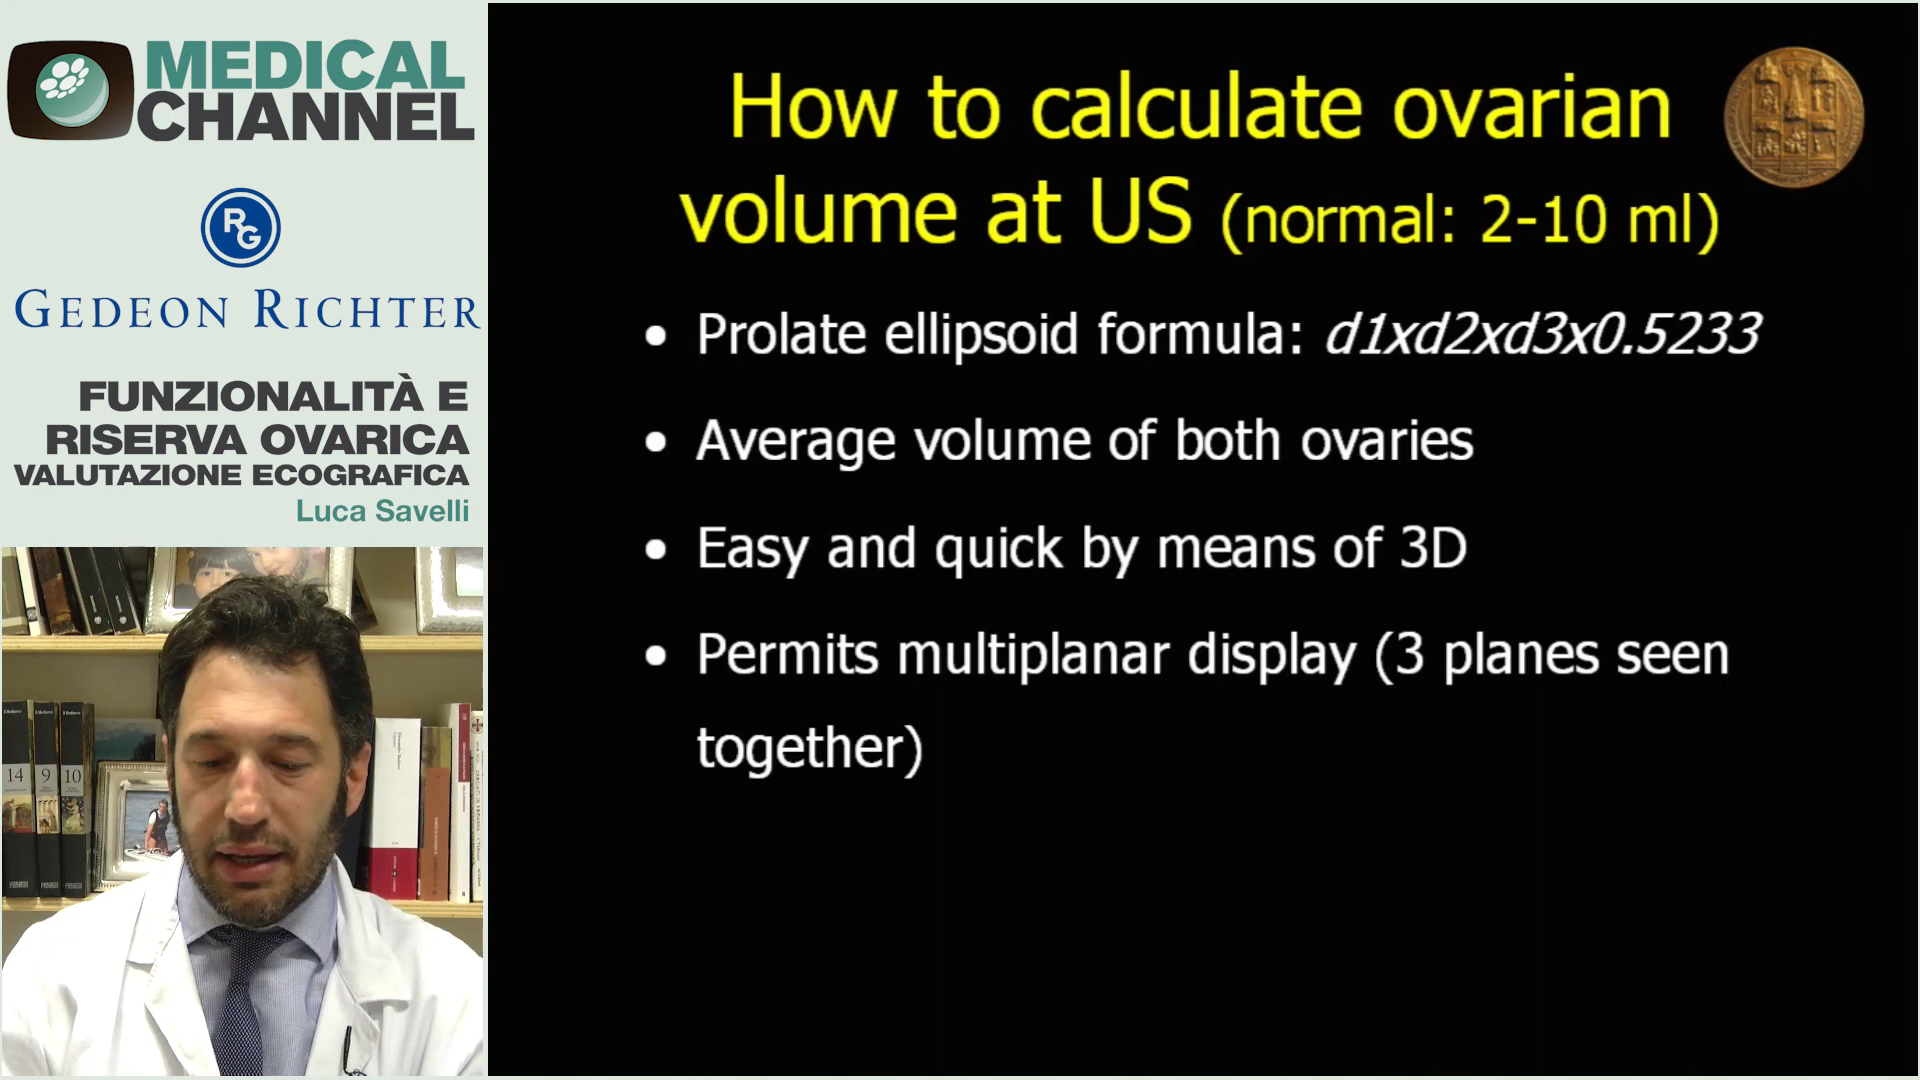 MEDICAL
CHANNEL
RG
GEDEON RICHTER
FUNZIONALITÀ E
RISERVA OVARICA
VALUTAZIONE ECOGRAFICA
Luca Savelli
14
9
10
How to calculate ovarian
volume at US (normal: 2-10 ml)
• Prolate ellipsoid formula: d1xd2xd3x0.5233
• Average volume of both ovaries
• Easy and quick by means of 3D
• Permits multiplanar display (3 planes seen
together)